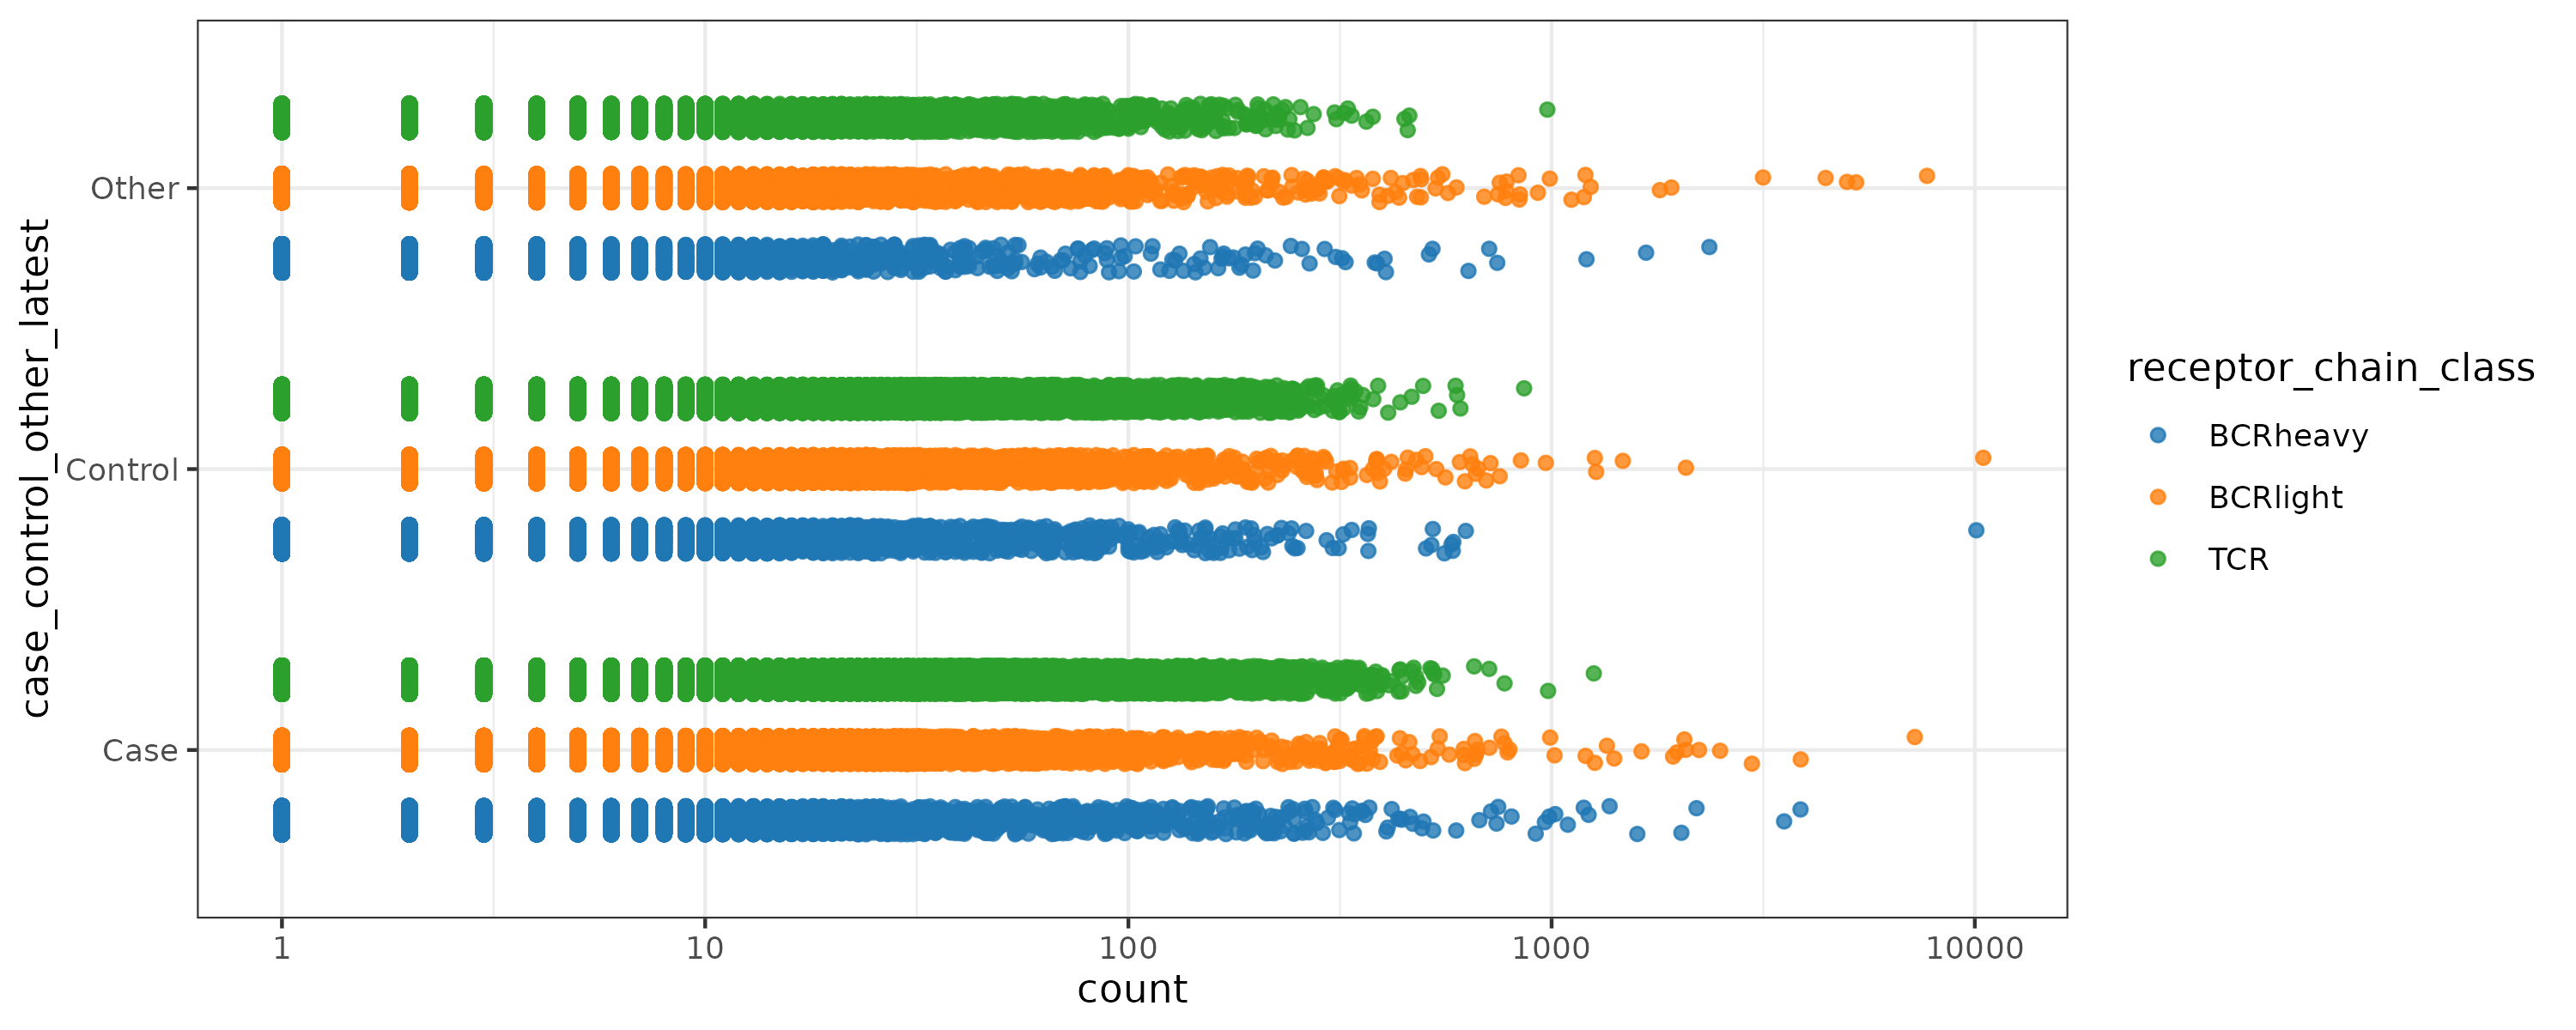 case_control_other_latest
Other
Control
Case
1
10
100
1000
10000
count
receptor_chain_class
BCRheavy
BCRlight
TCR